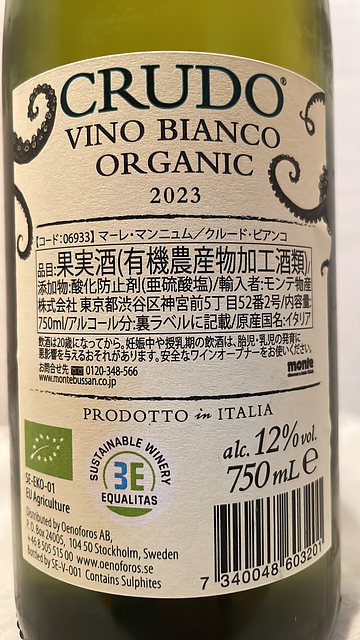 CRUDO®
VINO BIANCO
ORGANIC
2023
【コード:06933】マーレ・マンニュム／クルード・ビアンコ
品目:果実酒(有機農産物加工酒類)/
添加物:酸化防止剤(亜硫酸塩)/輸入者:モンテ物産
株式会社 東京都渋谷区神宮前5丁目52番2号/内容量:
750ml/アルコール分:裏ラベルに記載/原産国名:イタリア
飲酒は20歳になってから。妊娠中や授乳期の飲酒は、胎児・乳児の発育に
悪影響を与えるおそれがあります。安全なワインオープナーをお使いください。
お問合せ先 0120-348-566
www.montebussan.co.jp
monte
PRODOTTO in ITALIA
SUSTAINABLE WINERY
3E
EQUALITAS
alc. 12% vol.
750 mL e
SE-EKO-01
EU Agriculture
Distributed by Oenoforos AB,
P.O. Box 24005, 104 50 Stockholm, Sweden
+46 8 505 515 00 www.oenoforos.se
Bottled by SE-V-001 Contains Sulphites
7 340048 603201